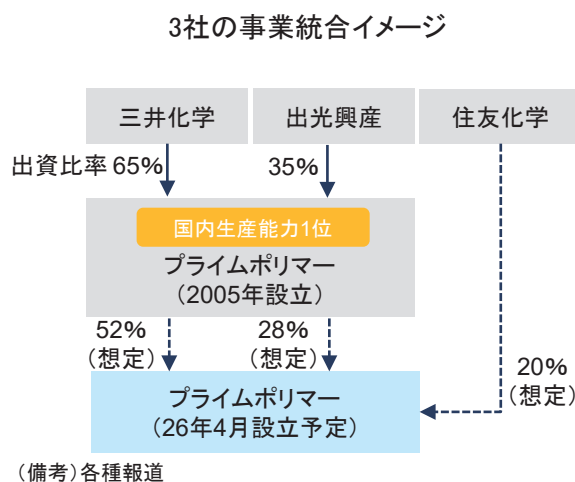 3社の事業統合イメージ
三井化学
出光興産
住友化学
出資比率 65%
35%
国内生産能力1位
プライムポリマー
（2005年設立）
52%
（想定）
28%
（想定）
20%
（想定）
プライムポリマー
（26年4月設立予定）
（備考）各種報道